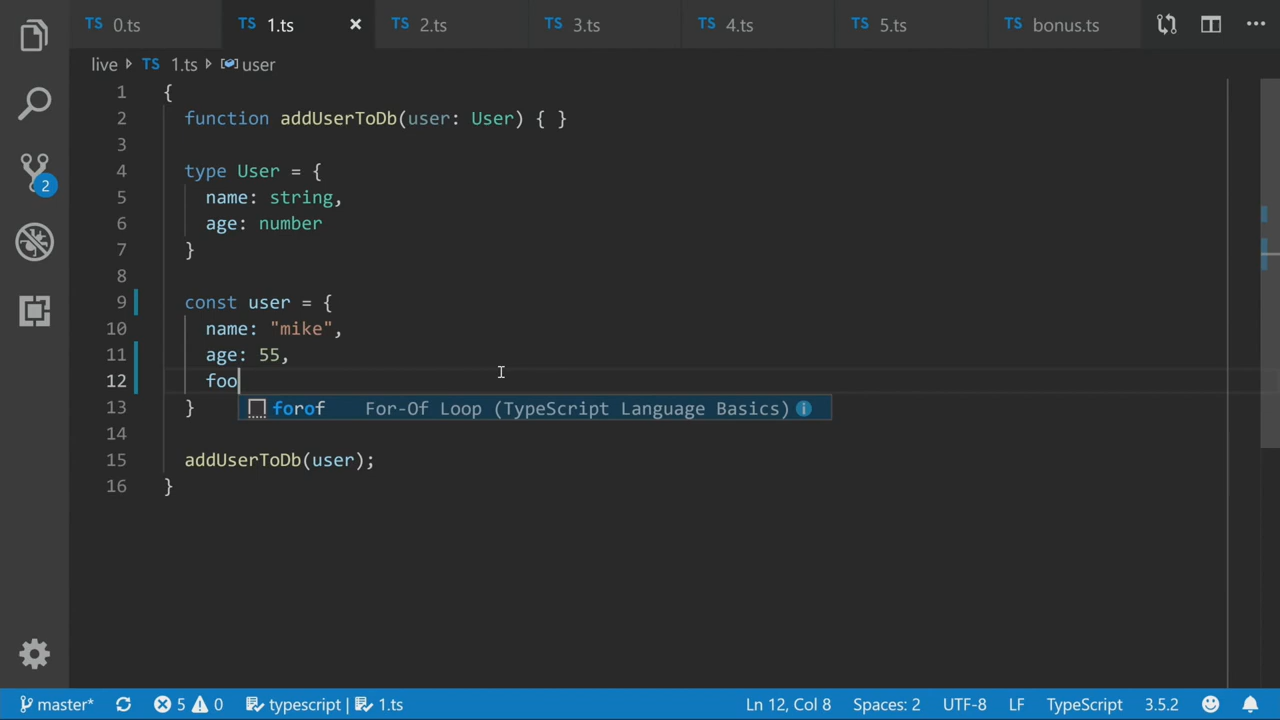 TS 0.ts TS 1.ts × TS 2.ts TS 3.ts TS 4.ts TS 5.ts TS bonus.ts
live TS 1.ts user
1 {
2 function addUserToDb(user: User) { }
3
4 type User = {
5 name: string,
6 age: number
7 }
8
9 const user = {
10 name: "mike",
11 age: 55,
12 foo
13 }
forof For-Of Loop (TypeScript Language Basics)
14
15 addUserToDb(user);
16 }
2
master* 5 0 typescript | 1.ts Ln 12, Col 8 Spaces: 2 UTF-8 LF TypeScript 3.5.2